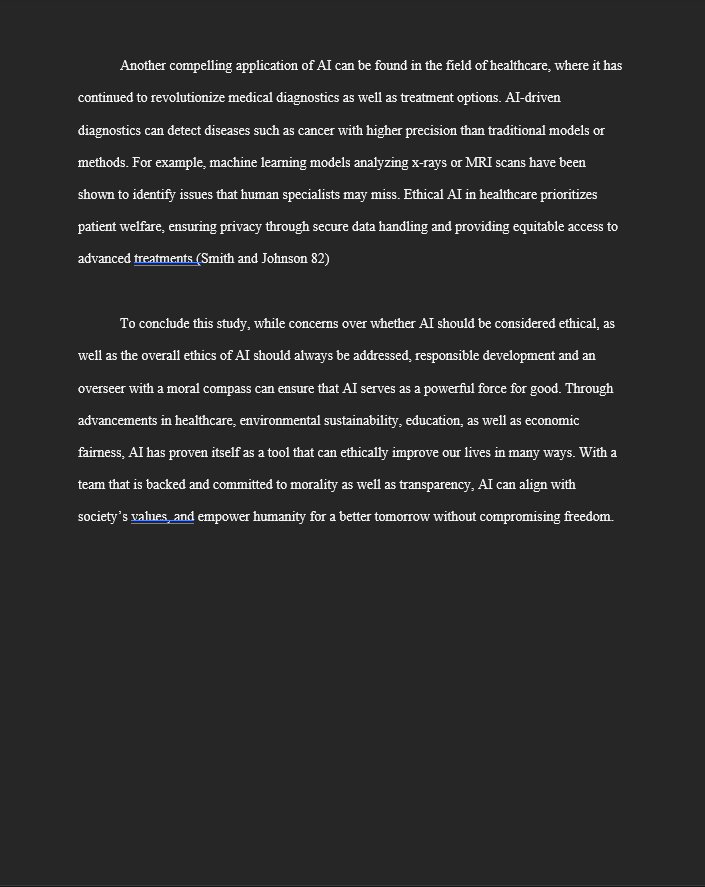 Another compelling application of AI can be found in the field of healthcare, where it has
continued to revolutionize medical diagnostics as well as treatment options. AI-driven
diagnostics can detect diseases such as cancer with higher precision than traditional models or
methods. For example, machine learning models analyzing x-rays or MRI scans have been
shown to identify issues that human specialists may miss. Ethical AI in healthcare prioritizes
patient welfare, ensuring privacy through secure data handling and providing equitable access to
advanced treatments (Smith and Johnson 82)
To conclude this study, while concerns over whether AI should be considered ethical, as
well as the overall ethics of AI should always be addressed, responsible development and an
overseer with a moral compass can ensure that AI serves as a powerful force for good. Through
advancements in healthcare, environmental sustainability, education, as well as economic
fairness, AI has proven itself as a tool that can ethically improve our lives in many ways. With a
team that is backed and committed to morality as well as transparency, AI can align with
society’s values, and empower humanity for a better tomorrow without compromising freedom.